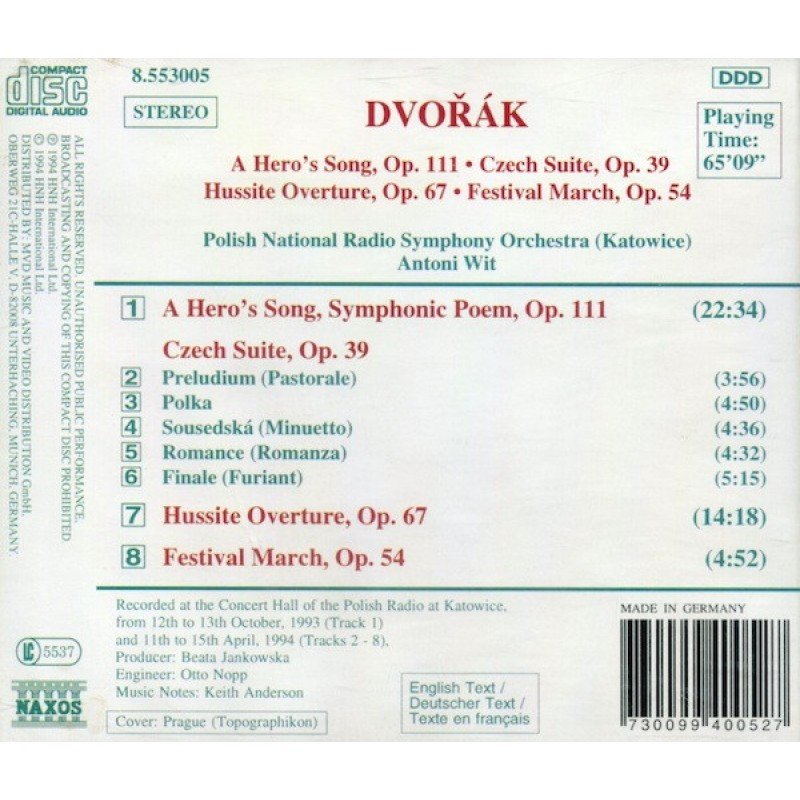 COMPACT
disc
DIGITAL AUDIO
8.553005
STEREO
DDD
Playing
Time:
65'09"
DVOŘÁK
A Hero's Song, Op. 111 • Czech Suite, Op. 39
Hussite Overture, Op. 67 • Festival March, Op. 54
Polish National Radio Symphony Orchestra (Katowice)
Antoni Wit
1 A Hero's Song, Symphonic Poem, Op. 111 (22:34)
Czech Suite, Op. 39
2 Preludium (Pastorale) (3:56)
3 Polka (4:50)
4 Sousedská (Minuetto) (4:36)
5 Romance (Romanza) (4:32)
6 Finale (Furiant) (5:15)
7 Hussite Overture, Op. 67 (14:18)
8 Festival March, Op. 54 (4:52)
Recorded at the Concert Hall of the Polish Radio at Katowice,
from 12th to 13th October, 1993 (Track 1)
and 11th to 15th April, 1994 (Tracks 2 - 8),
Producer: Beata Jankowska
Engineer: Otto Nopp
Music Notes: Keith Anderson
Cover: Prague (Topographikon)
English Text /
Deutscher Text /
Texte en français
MADE IN GERMANY
730099 400527
ALL RIGHTS RESERVED. UNAUTHORISED PUBLIC PERFORMANCE,
BROADCASTING AND COPYING OF THIS COMPACT DISC PROHIBITED
℗ 1994 HNH International Ltd.
© 1994 HNH International Ltd.
DISTRIBUTED BY: MVD MUSIC AND VIDEO DISTRIBUTION GmbH,
OBERWEG 21C-HALLE V, D-82008 UNTERHACHING, MUNICH, GERMANY.
LC 5537
NAXOS